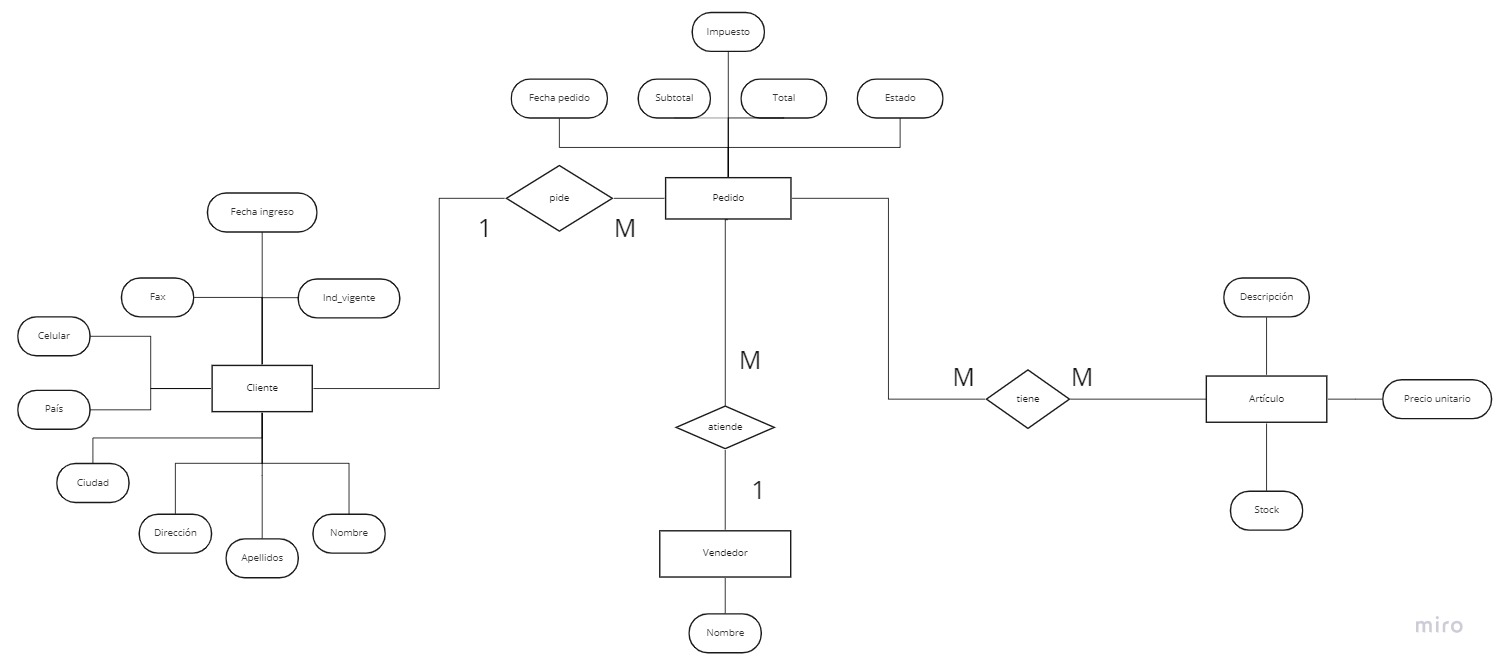 Impuesto
Fecha pedido
Subtotal
Total
Estado
pide
Pedido
1
M
Fecha ingreso
Fax
Ind_vigente
Celular
Cliente
País
Ciudad
Dirección
Apellidos
Nombre
M
atiende
1
Vendedor
Nombre
M
tiene
M
Descripción
Artículo
Precio unitario
Stock
miro